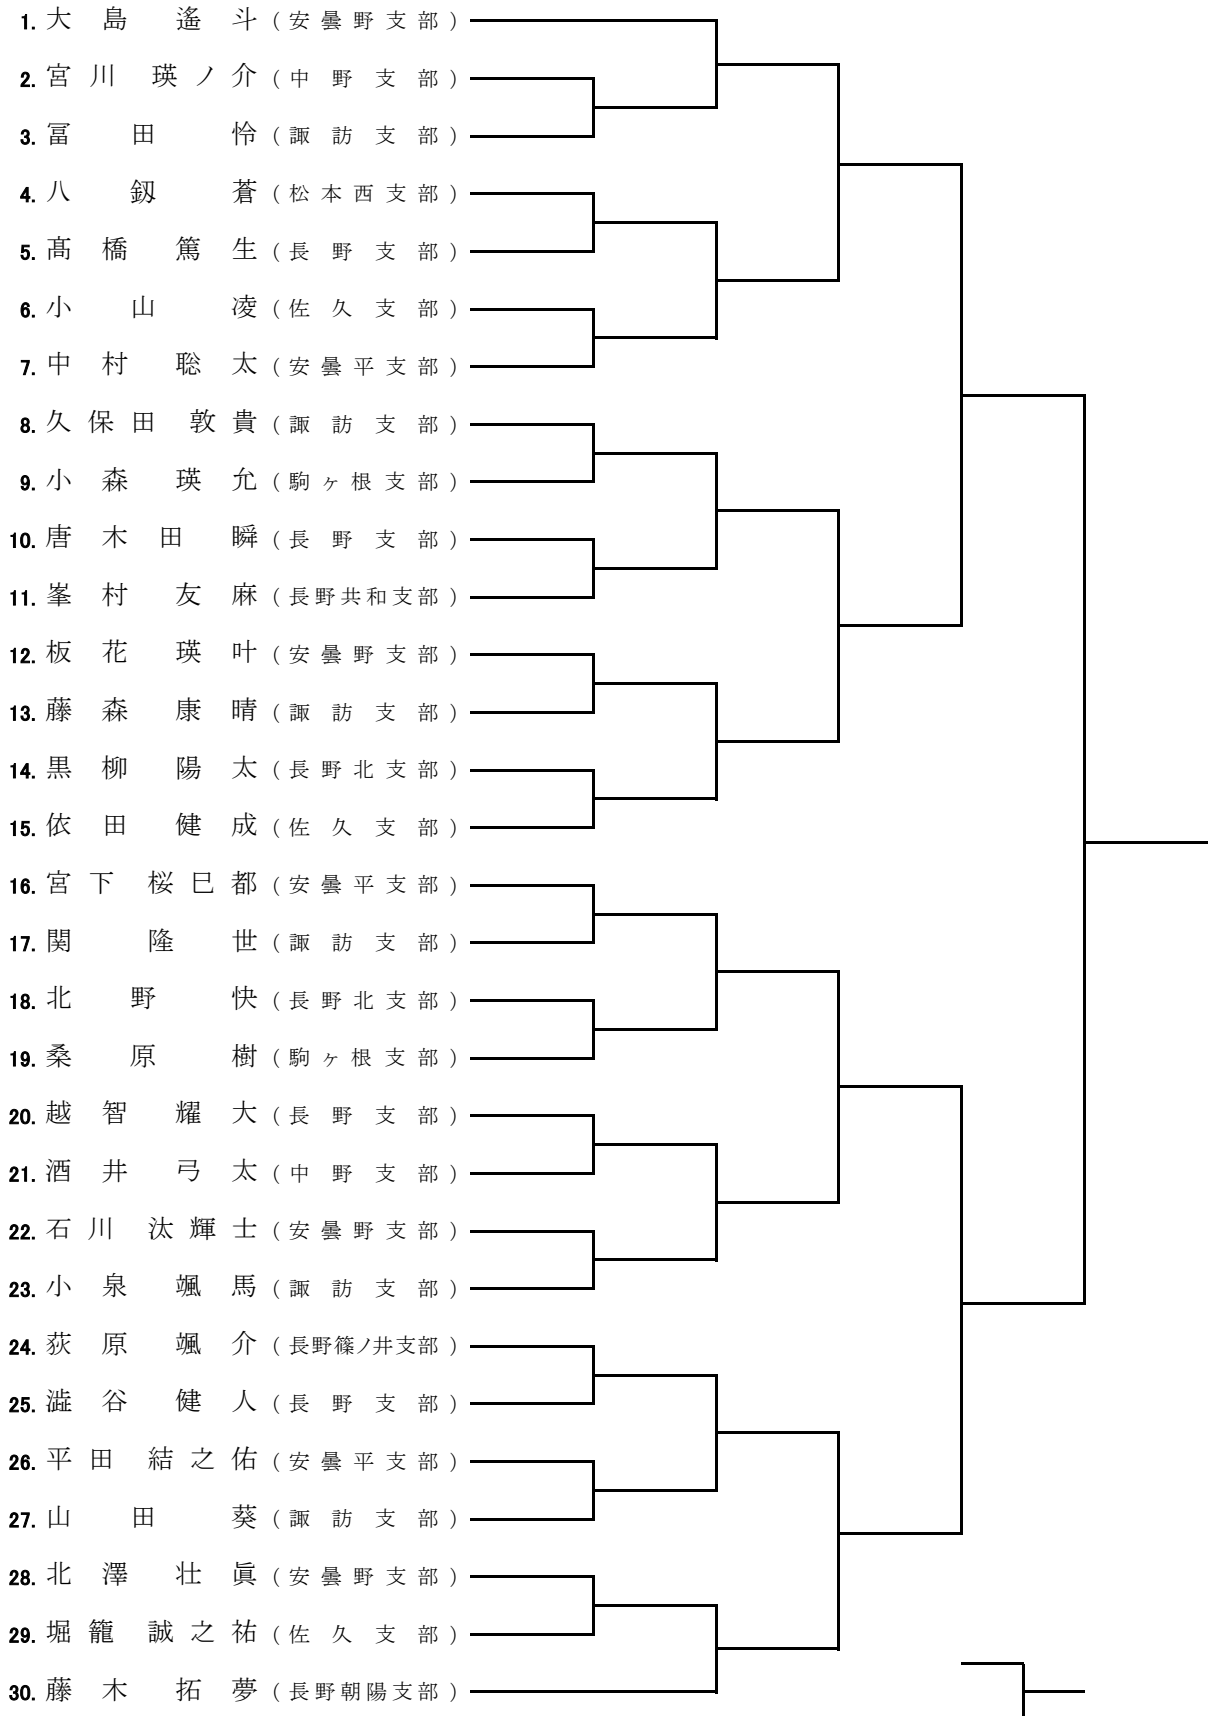 1. 大島 遙斗 (安曇野支部)
2. 宮川 瑛ノ介 (中野支部)
3. 冨田 怜 (諏訪支部)
4. 八釼 蒼 (松本西支部)
5. 髙橋 篤生 (長野支部)
6. 小山 凌 (佐久支部)
7. 中村 聡太 (安曇平支部)
8. 久保田 敦貴 (諏訪支部)
9. 小森 瑛允 (駒ヶ根支部)
10. 唐木田 瞬 (長野支部)
11. 峯村 友麻 (長野共和支部)
12. 板花 瑛叶 (安曇野支部)
13. 藤森 康晴 (諏訪支部)
14. 黒柳 陽太 (長野北支部)
15. 依田 健成 (佐久支部)
16. 宮下 桜巳都 (安曇平支部)
17. 関 隆世 (諏訪支部)
18. 北野 快 (長野北支部)
19. 桑原 樹 (駒ヶ根支部)
20. 越智 耀大 (長野支部)
21. 酒井 弓太 (中野支部)
22. 石川 汰輝士 (安曇野支部)
23. 小泉 颯馬 (諏訪支部)
24. 荻原 颯介 (長野篠ノ井支部)
25. 澁谷 健人 (長野支部)
26. 平田 結之佑 (安曇平支部)
27. 山田 葵 (諏訪支部)
28. 北澤 壮眞 (安曇野支部)
29. 堀籠 誠之祐 (佐久支部)
30. 藤木 拓夢 (長野朝陽支部)